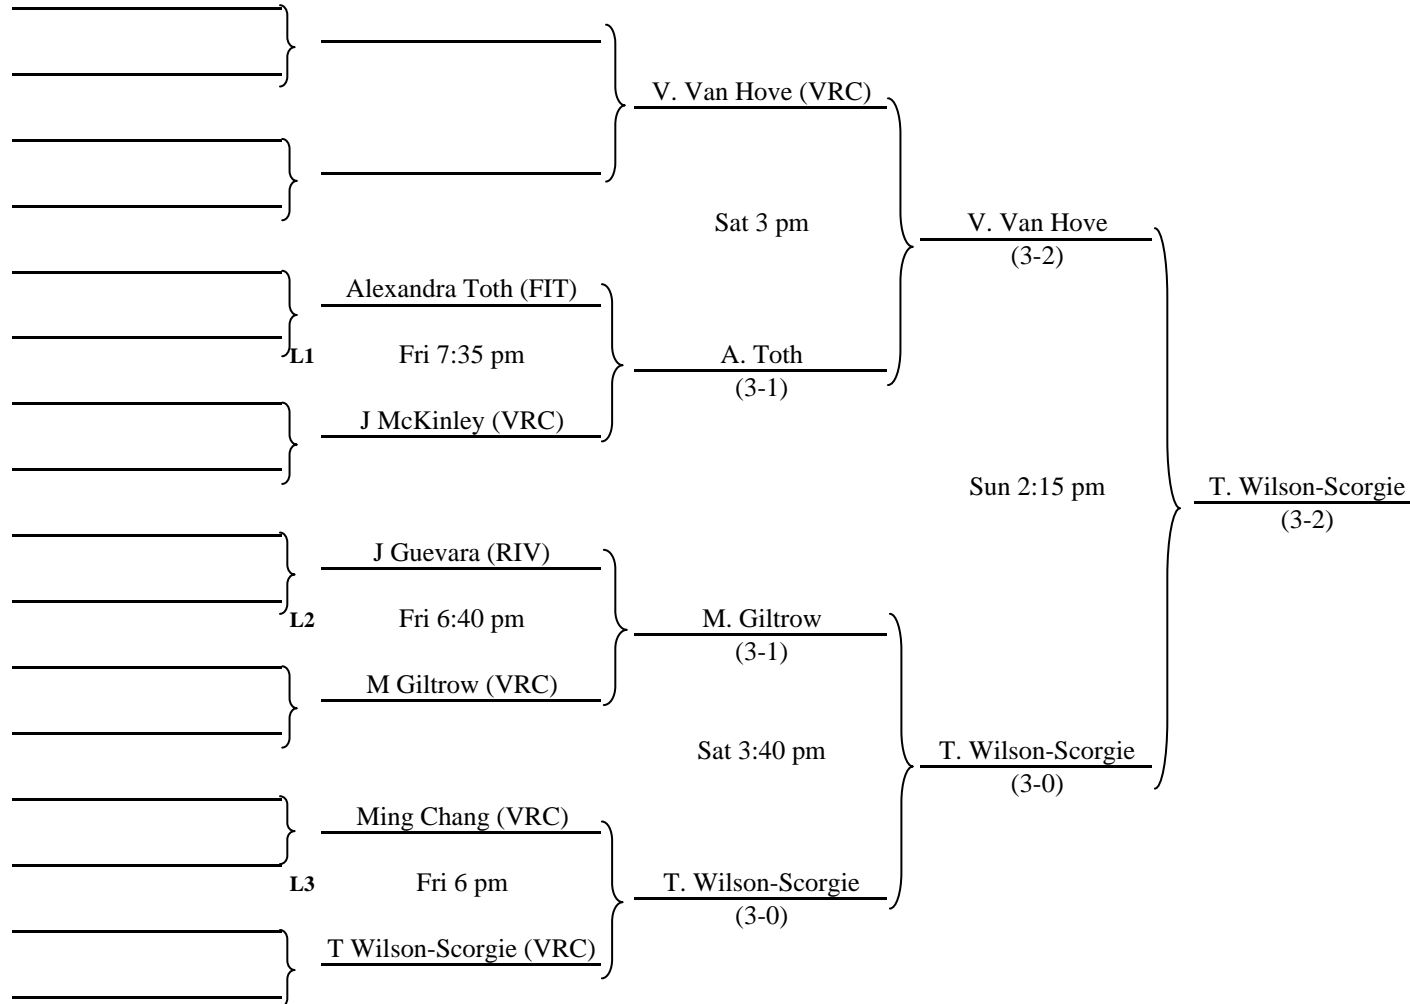 V. Van Hove (VRC)
Sat 3 pm
V. Van Hove
(3-2)
Alexandra Toth (FIT)
L1
Fri 7:35 pm
A. Toth
(3-1)
J McKinley (VRC)
Sun 2:15 pm
T. Wilson-Scorgie
(3-2)
J Guevara (RIV)
L2
Fri 6:40 pm
M. Giltrow
(3-1)
M Giltrow (VRC)
Sat 3:40 pm
T. Wilson-Scorgie
(3-0)
Ming Chang (VRC)
L3
Fri 6 pm
T. Wilson-Scorgie
(3-0)
T Wilson-Scorgie (VRC)